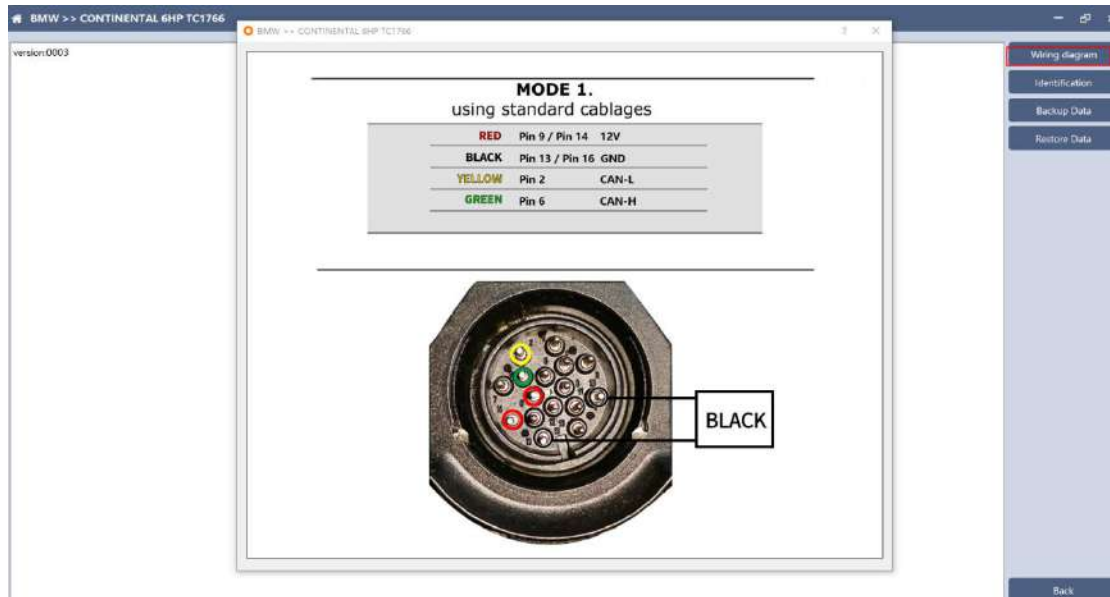 BMW >> CONTINENTAL 6HP TC1766
BMW >> CONTINENTAL 6HP TC1766
version:0003
MODE 1.
using standard cablages
RED Pin 9 / Pin 14 12V
BLACK Pin 13 / Pin 16 GND
YELLOW Pin 2 CAN-L
GREEN Pin 6 CAN-H
BLACK
Wiring diagram
Identification
Backup Data
Restore Data
Back